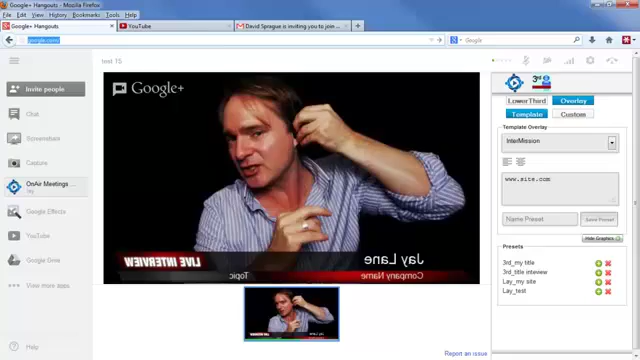 Google+ Hangouts - Mozilla Firefox
File Edit View History Bookmarks Tools Help
Google+ Hangouts
YouTube
David Sprague is inviting you to join ...
google.com/
Google
test 15
Invite people
Chat
Screenshare
Capture
OnAir Meetings ...
Jay
Google Effects
YouTube
Google Drive
View more apps
Help
Google+
LIVE INTERVIEW
Topic
Jay Lane
Company Name
Report an issue
3rd
LowerThird
Overlay
Template
Custom
Template Overlay
InterMission
www.site.com
Name Preset
Save Preset
Hide Graphics
Presets
3rd_my title
3rd_title inteview
Lay_my site
Lay_test